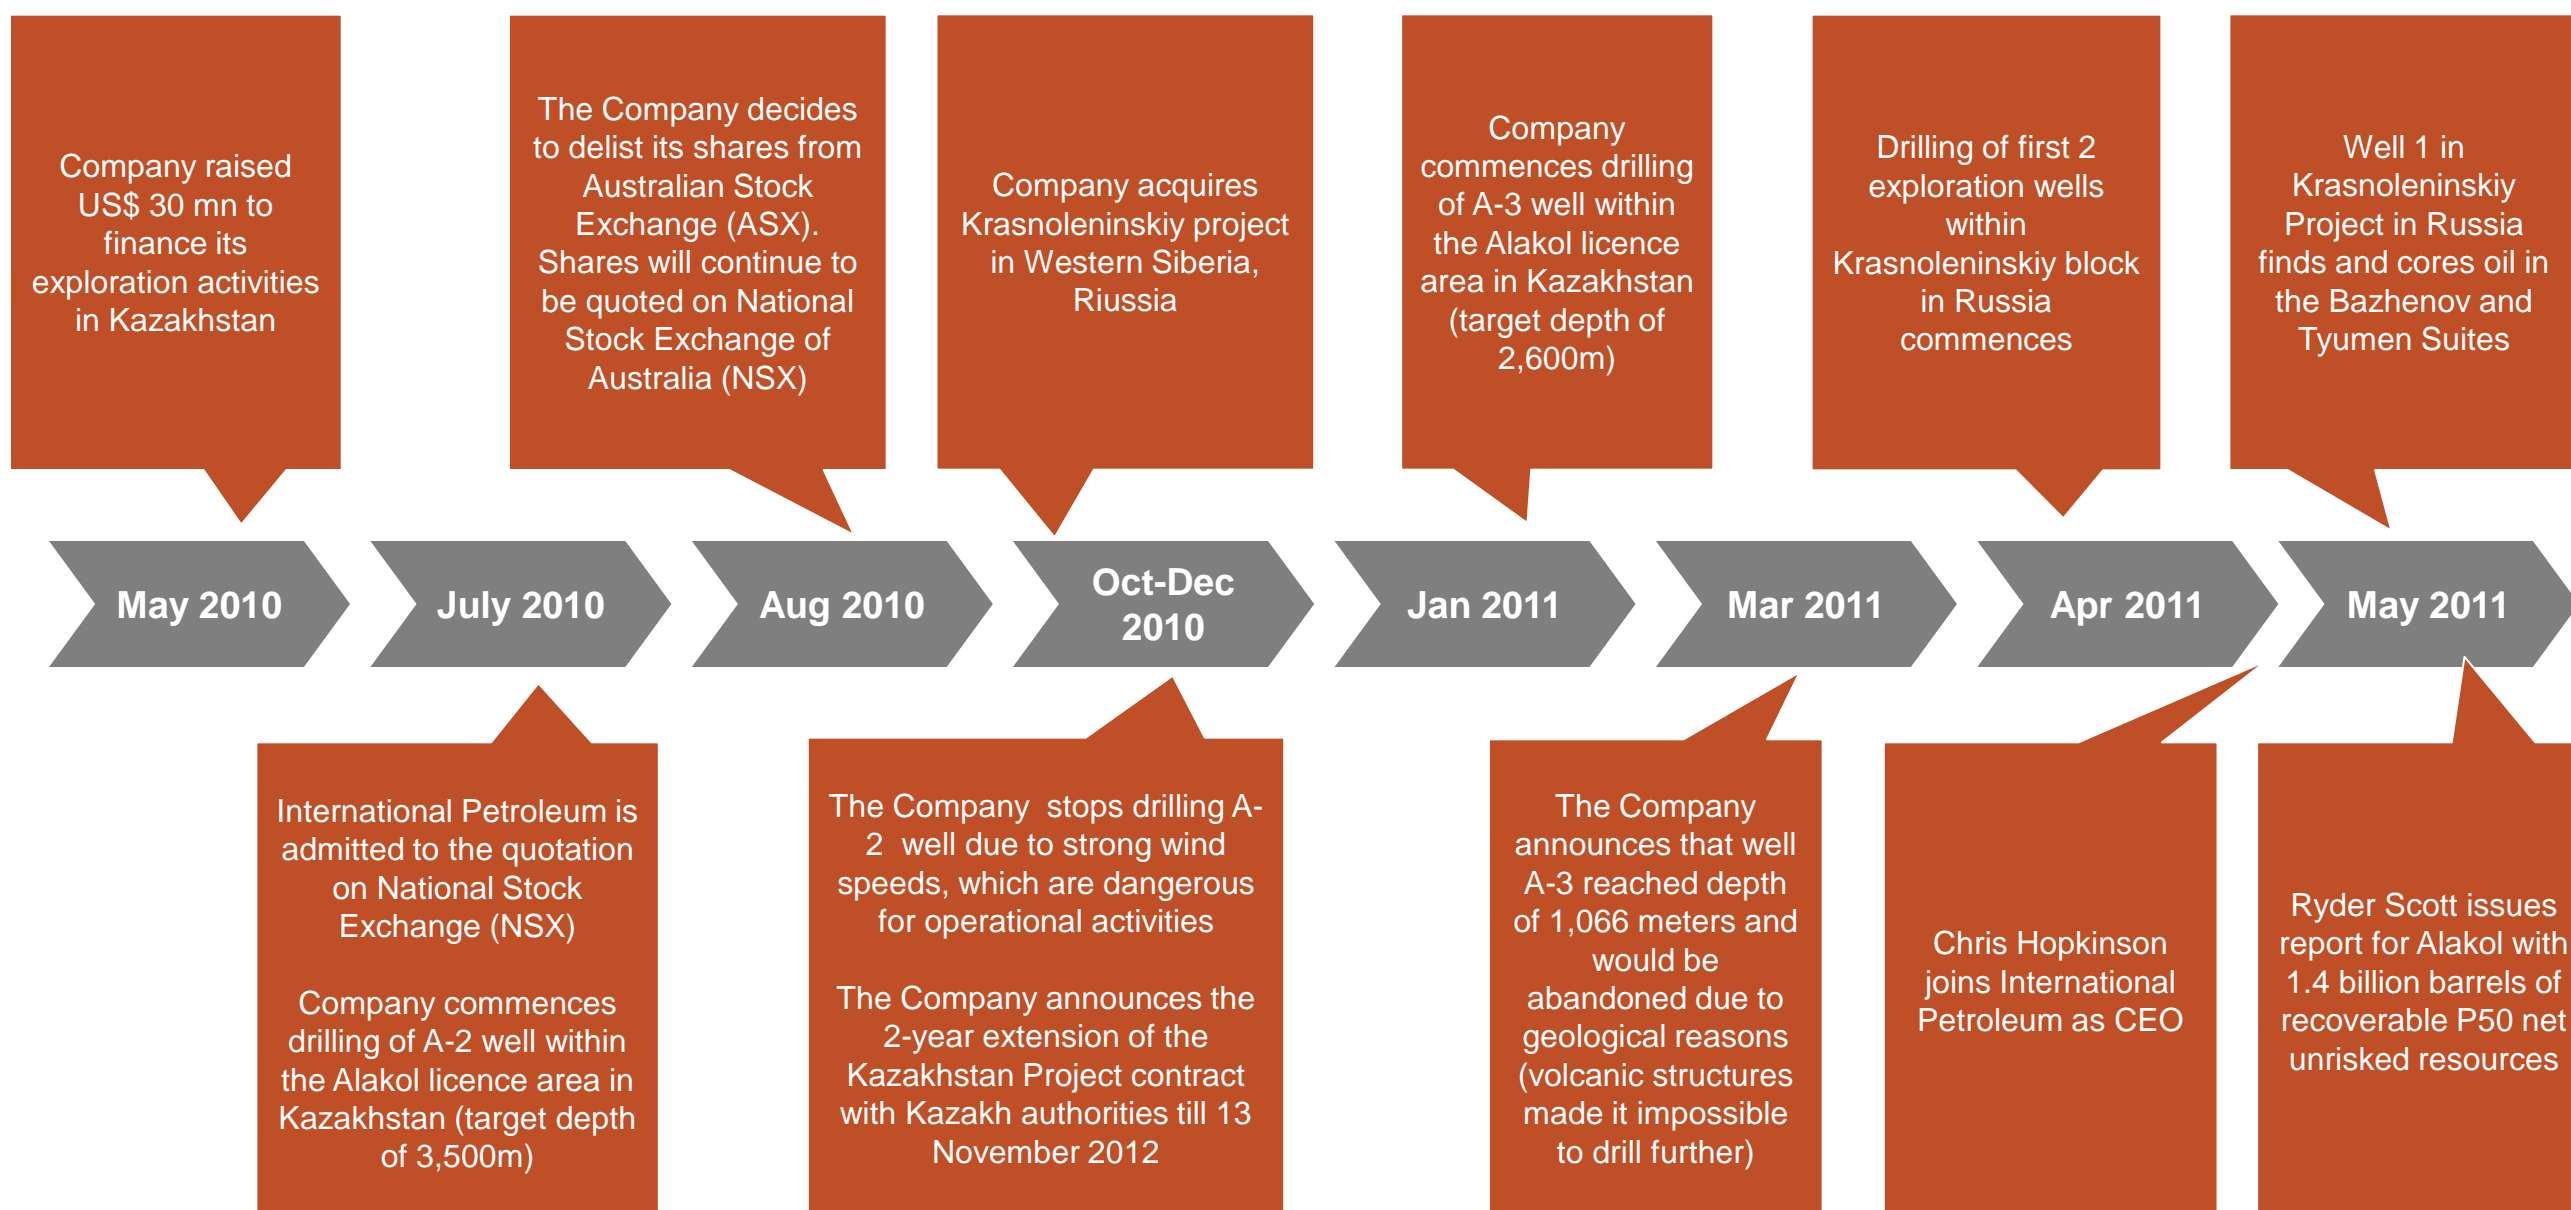 Company raised
US$ 30 mn to
finance its
exploration activities
in Kazakhstan
The Company decides
to delist its shares from
Australian Stock
Exchange (ASX).
Shares will continue to
be quoted on National
Stock Exchange of
Australia (NSX)
Company acquires
Krasnoleninskiy project
in Western Siberia,
Riussia
Company
commences drilling
of A-3 well within
the Alakol licence
area in Kazakhstan
(target depth of
2,600m)
Drilling of first 2
exploration wells
within
Krasnoleninskiy block
in Russia
commences
Well 1 in
Krasnoleninskiy
Project in Russia
finds and cores oil in
the Bazhenov and
Tyumen Suites
May 2010
July 2010
Aug 2010
Oct-Dec
2010
Jan 2011
Mar 2011
Apr 2011
May 2011
International Petroleum is
admitted to the quotation
on National Stock
Exchange (NSX)
Company commences
drilling of A-2 well within
the Alakol licence area in
Kazakhstan (target depth
of 3,500m)
The Company  stops drilling A-
2  well due to strong wind
speeds, which are dangerous
for operational activities
The Company announces the
2-year extension of the
Kazakhstan Project contract
with Kazakh authorities till 13
November 2012
The Company
announces that well
A-3 reached depth
of 1,066 meters and
would be
abandoned due to
geological reasons
(volcanic structures
made it impossible
to drill further)
Chris Hopkinson
joins International
Petroleum as CEO
Ryder Scott issues
report for Alakol with
1.4 billion barrels of
recoverable P50 net
unrisked resources